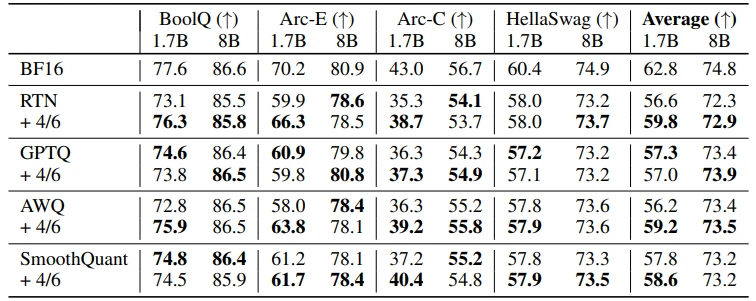 BoolQ (↑) Arc-E (↑) Arc-C (↑) HellaSwag (↑) Average (↑)
1.7B 8B 1.7B 8B 1.7B 8B 1.7B 8B 1.7B 8B
BF16 77.6 86.6 70.2 80.9 43.0 56.7 60.4 74.9 62.8 74.8
RTN 73.1 85.5 59.9 78.6 35.3 54.1 58.0 73.2 56.6 72.3
+ 4/6 76.3 85.8 66.3 78.5 38.7 53.7 58.0 73.7 59.8 72.9
GPTQ 74.6 86.4 60.9 79.8 36.3 54.3 57.2 73.2 57.3 73.4
+ 4/6 73.8 86.5 59.8 80.8 37.3 54.9 57.1 73.2 57.0 73.9
AWQ 72.8 86.5 58.0 78.4 36.3 55.2 57.8 73.6 56.2 73.4
+ 4/6 75.9 86.5 63.8 78.1 39.2 55.8 57.9 73.6 59.2 73.5
SmoothQuant 74.8 86.4 61.2 78.1 37.2 55.2 57.8 73.3 57.8 73.2
+ 4/6 74.5 85.9 61.7 78.4 40.4 54.8 57.9 73.5 58.6 73.2